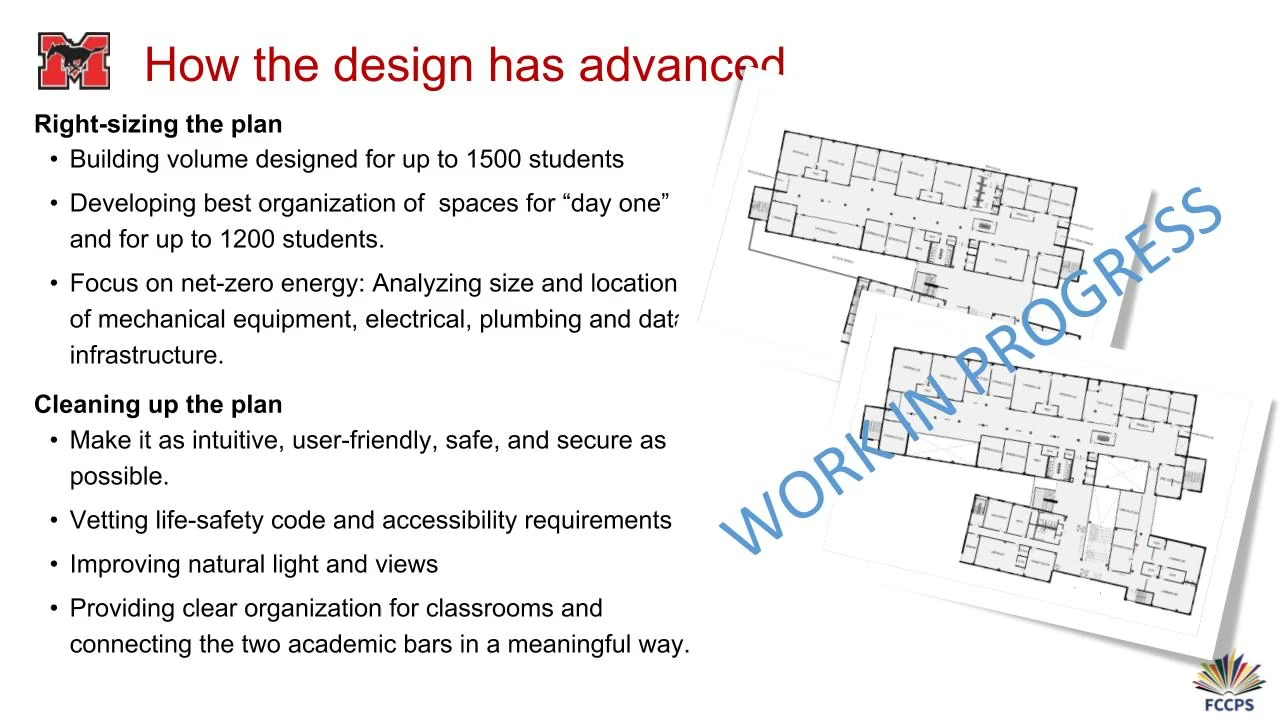 How the design has advanced
Right-sizing the plan
• Building volume designed for up to 1500 students
• Developing best organization of  spaces for “day one”
and for up to 1200 students.
• Focus on net-zero energy: Analyzing size and location
of mechanical equipment, electrical, plumbing and data
infrastructure.
Cleaning up the plan
• Make it as intuitive, user-friendly, safe, and secure as
possible.
• Vetting life-safety code and accessibility requirements
• Improving natural light and views
• Providing clear organization for classrooms and
connecting the two academic bars in a meaningful way.
WORK IN PROGRESS
M
FCCPS